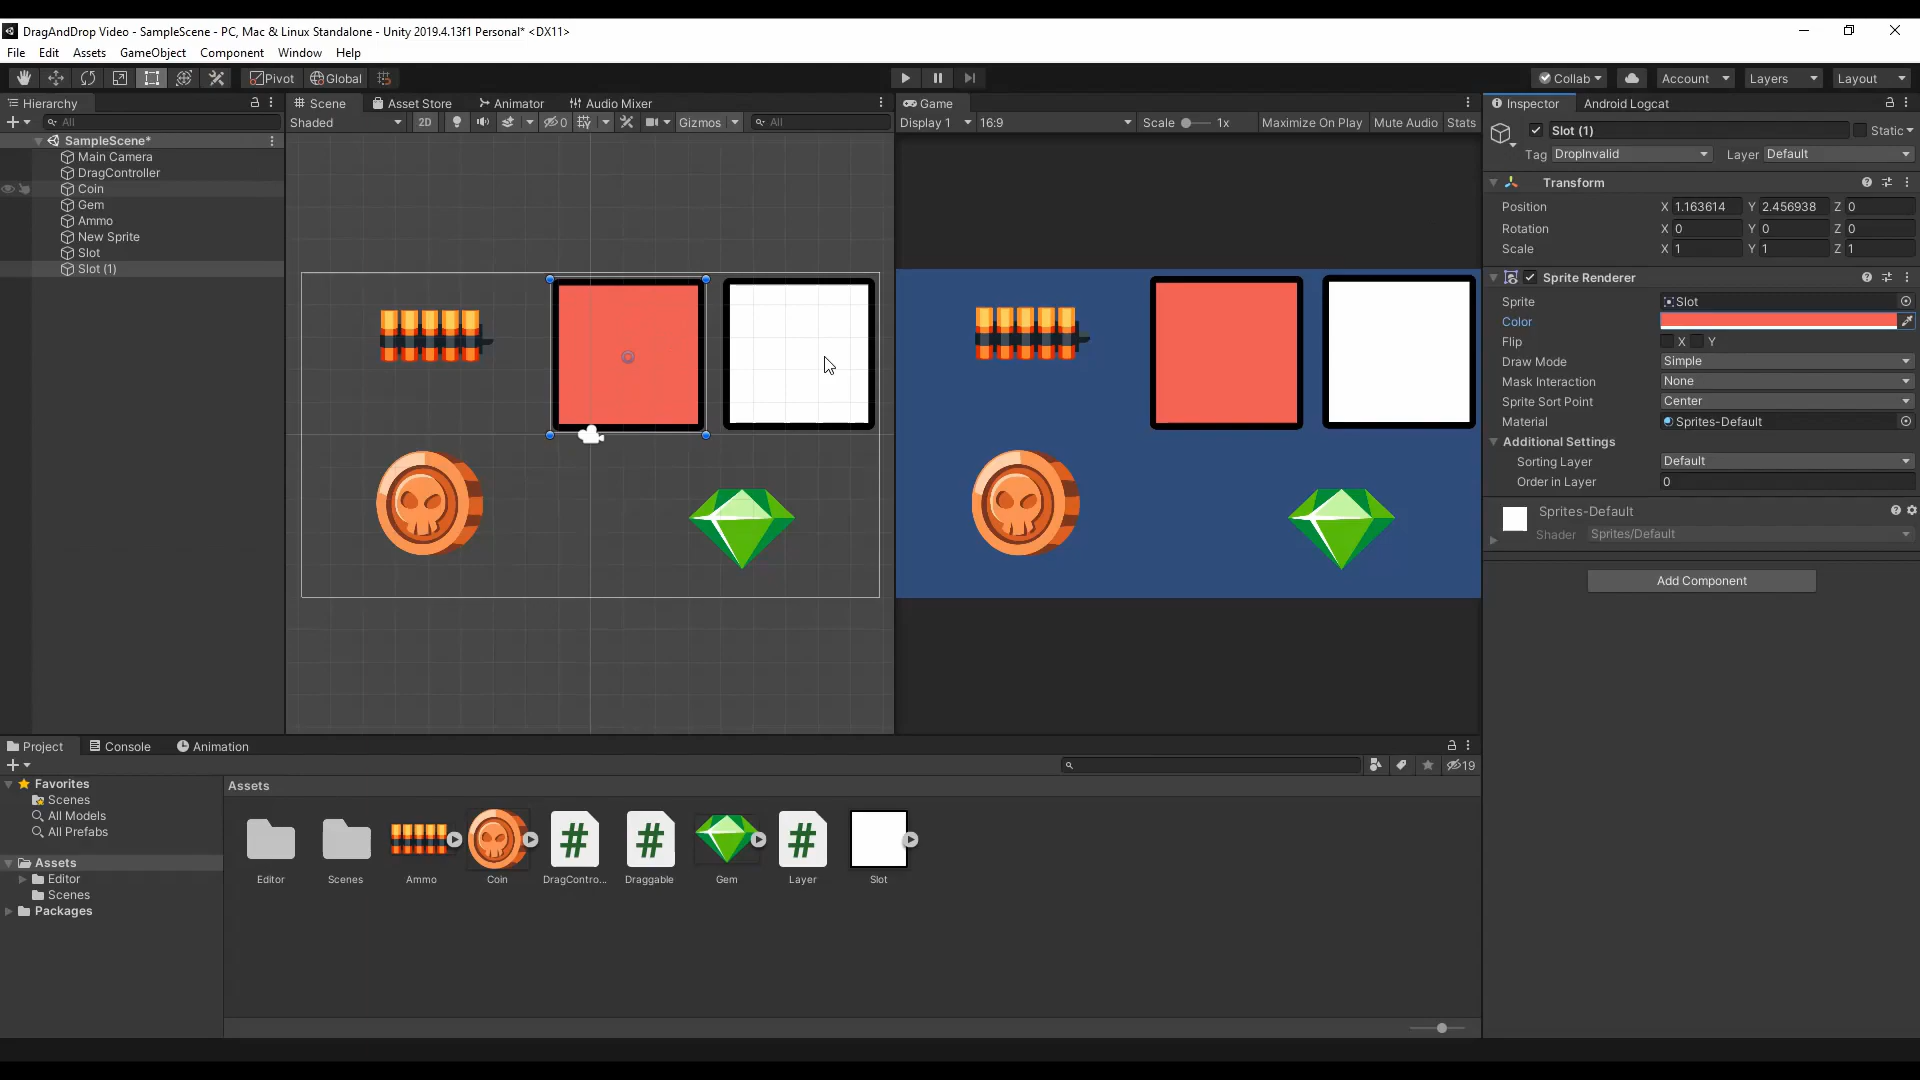 DragAndDrop Video - SampleScene - PC, Mac & Linux Standalone - Unity 2019.4.13f1 Personal* <DX11>
File Edit Assets GameObject Component Window Help
Pivot Global Collab Account Layers Layout
Hierarchy
All
SampleScene*
Main Camera
DragController
Coin
Gem
Ammo
New Sprite
Slot
Slot (1)
Scene Asset Store Animator Audio Mixer
Shaded 2D 0 Gizmos All
Game
Display 1 16:9 Scale 1x Maximize On Play Mute Audio Stats
Inspector Android Logcat
Slot (1) Static
Tag DropInvalid Layer Default
Transform
Position X 1.163614 Y 2.456938 Z 0
Rotation X 0 Y 0 Z 0
Scale X 1 Y 1 Z 1
Sprite Renderer
Sprite Slot
Color
Flip X Y
Draw Mode Simple
Mask Interaction None
Sprite Sort Point Center
Material Sprites-Default
Additional Settings
Sorting Layer Default
Order in Layer 0
Sprites-Default
Shader Sprites/Default
Add Component
Project Console Animation
19
Favorites
Scenes
All Models
All Prefabs
Assets
Editor
Scenes
Packages
Assets
Editor Scenes Ammo Coin DragContro... Draggable Gem Layer Slot